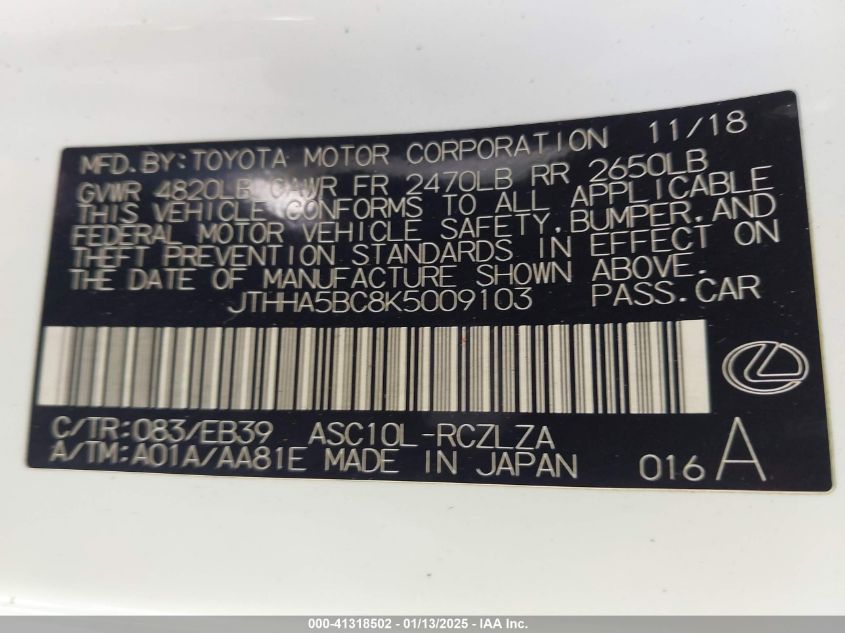 MFD.BY:TOYOTA MOTOR CORPORATION 11/18
GVWR 4820LB GAWR FR 2470LB RR 2650LB
THIS VEHICLE CONFORMS TO ALL APPLICABLE
FEDERAL MOTOR VEHICLE SAFETY,BUMPER,AND
THEFT PREVENTION STANDARDS IN EFFECT ON
THE DATE OF MANUFACTURE SHOWN ABOVE.
JTHHA5BC8K5009103 PASS.CAR
C/TR:083/EB39 ASC10L-RCZLZA
A/TM:A01A/AA81E MADE IN JAPAN 016 A
000-41318502 - 01/13/2025 - IAA Inc.